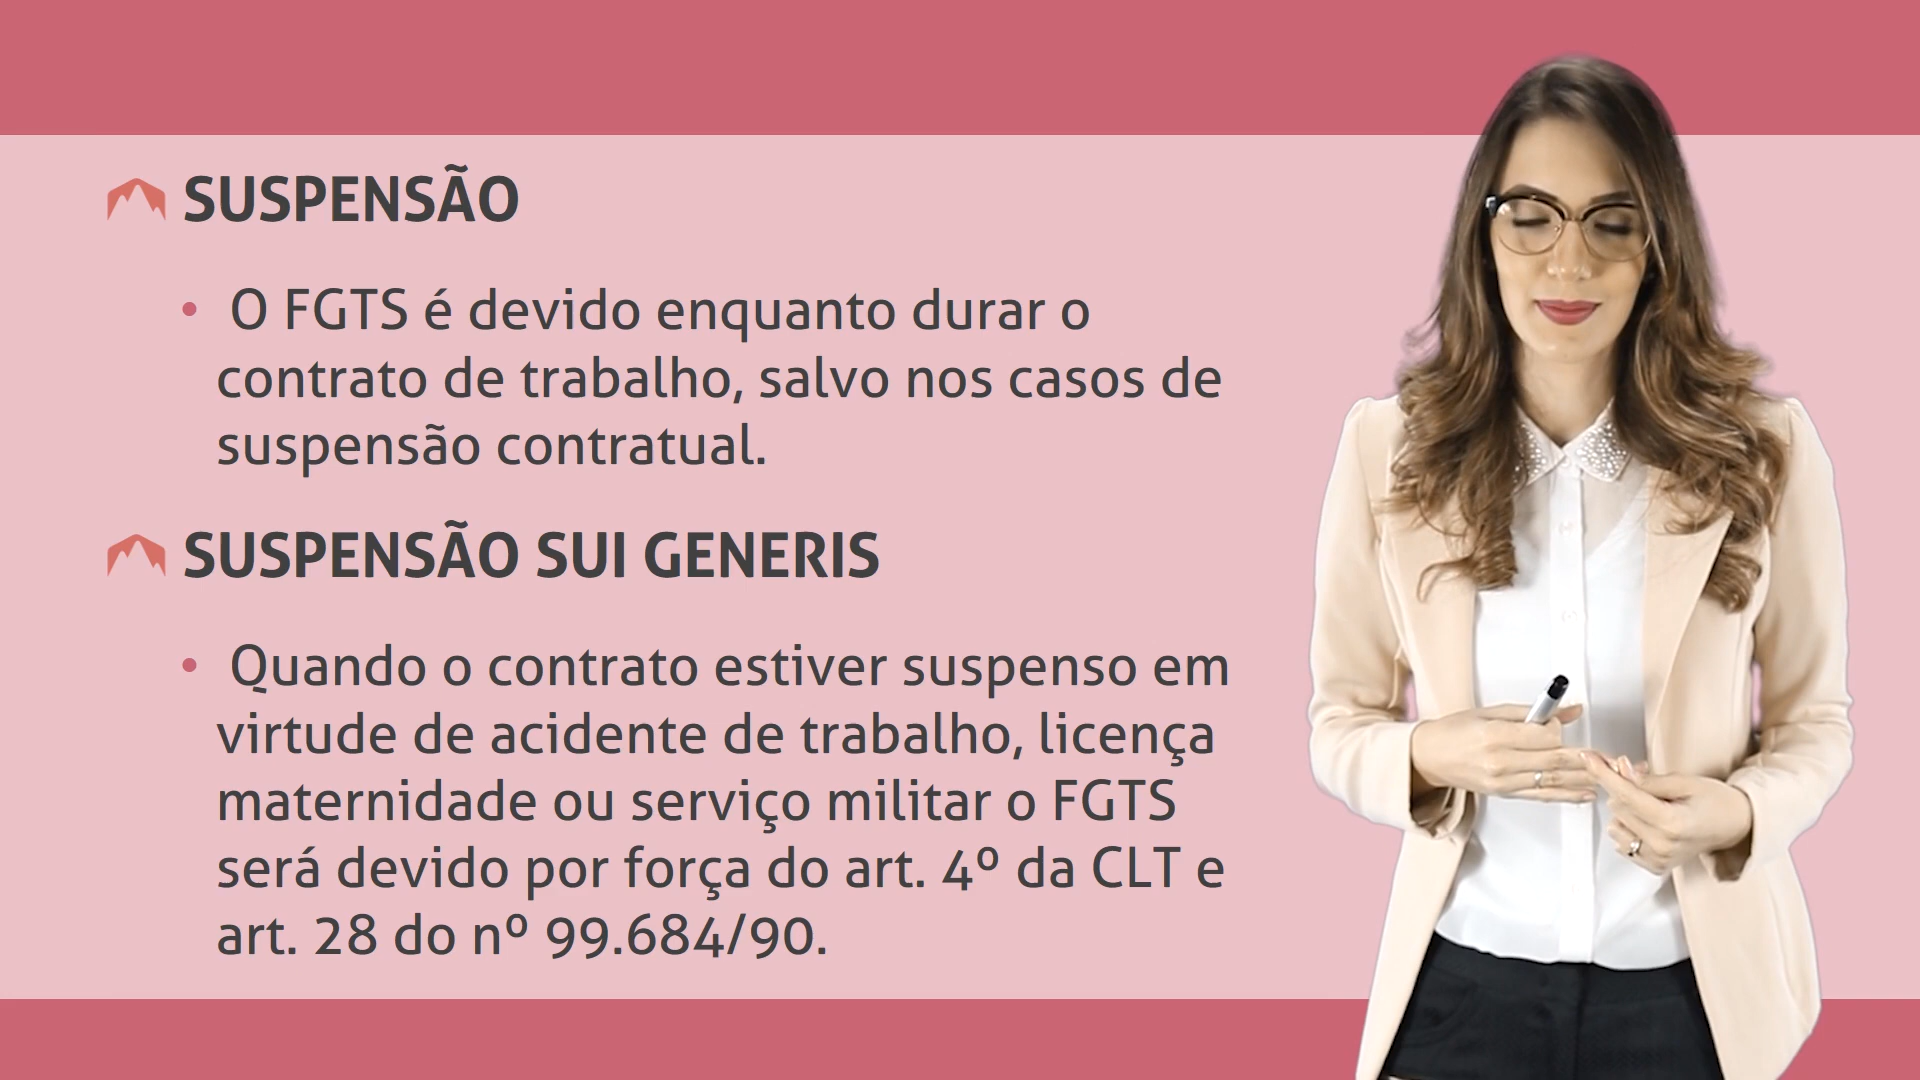 SUSPENSÃO
• O FGTS é devido enquanto durar o
contrato de trabalho, salvo nos casos de
suspensão contratual.
SUSPENSÃO SUI GENERIS
• Quando o contrato estiver suspenso em
virtude de acidente de trabalho, licença
maternidade ou serviço militar o FGTS
será devido por força do art. 4º da CLT e
art. 28 do nº 99.684/90.